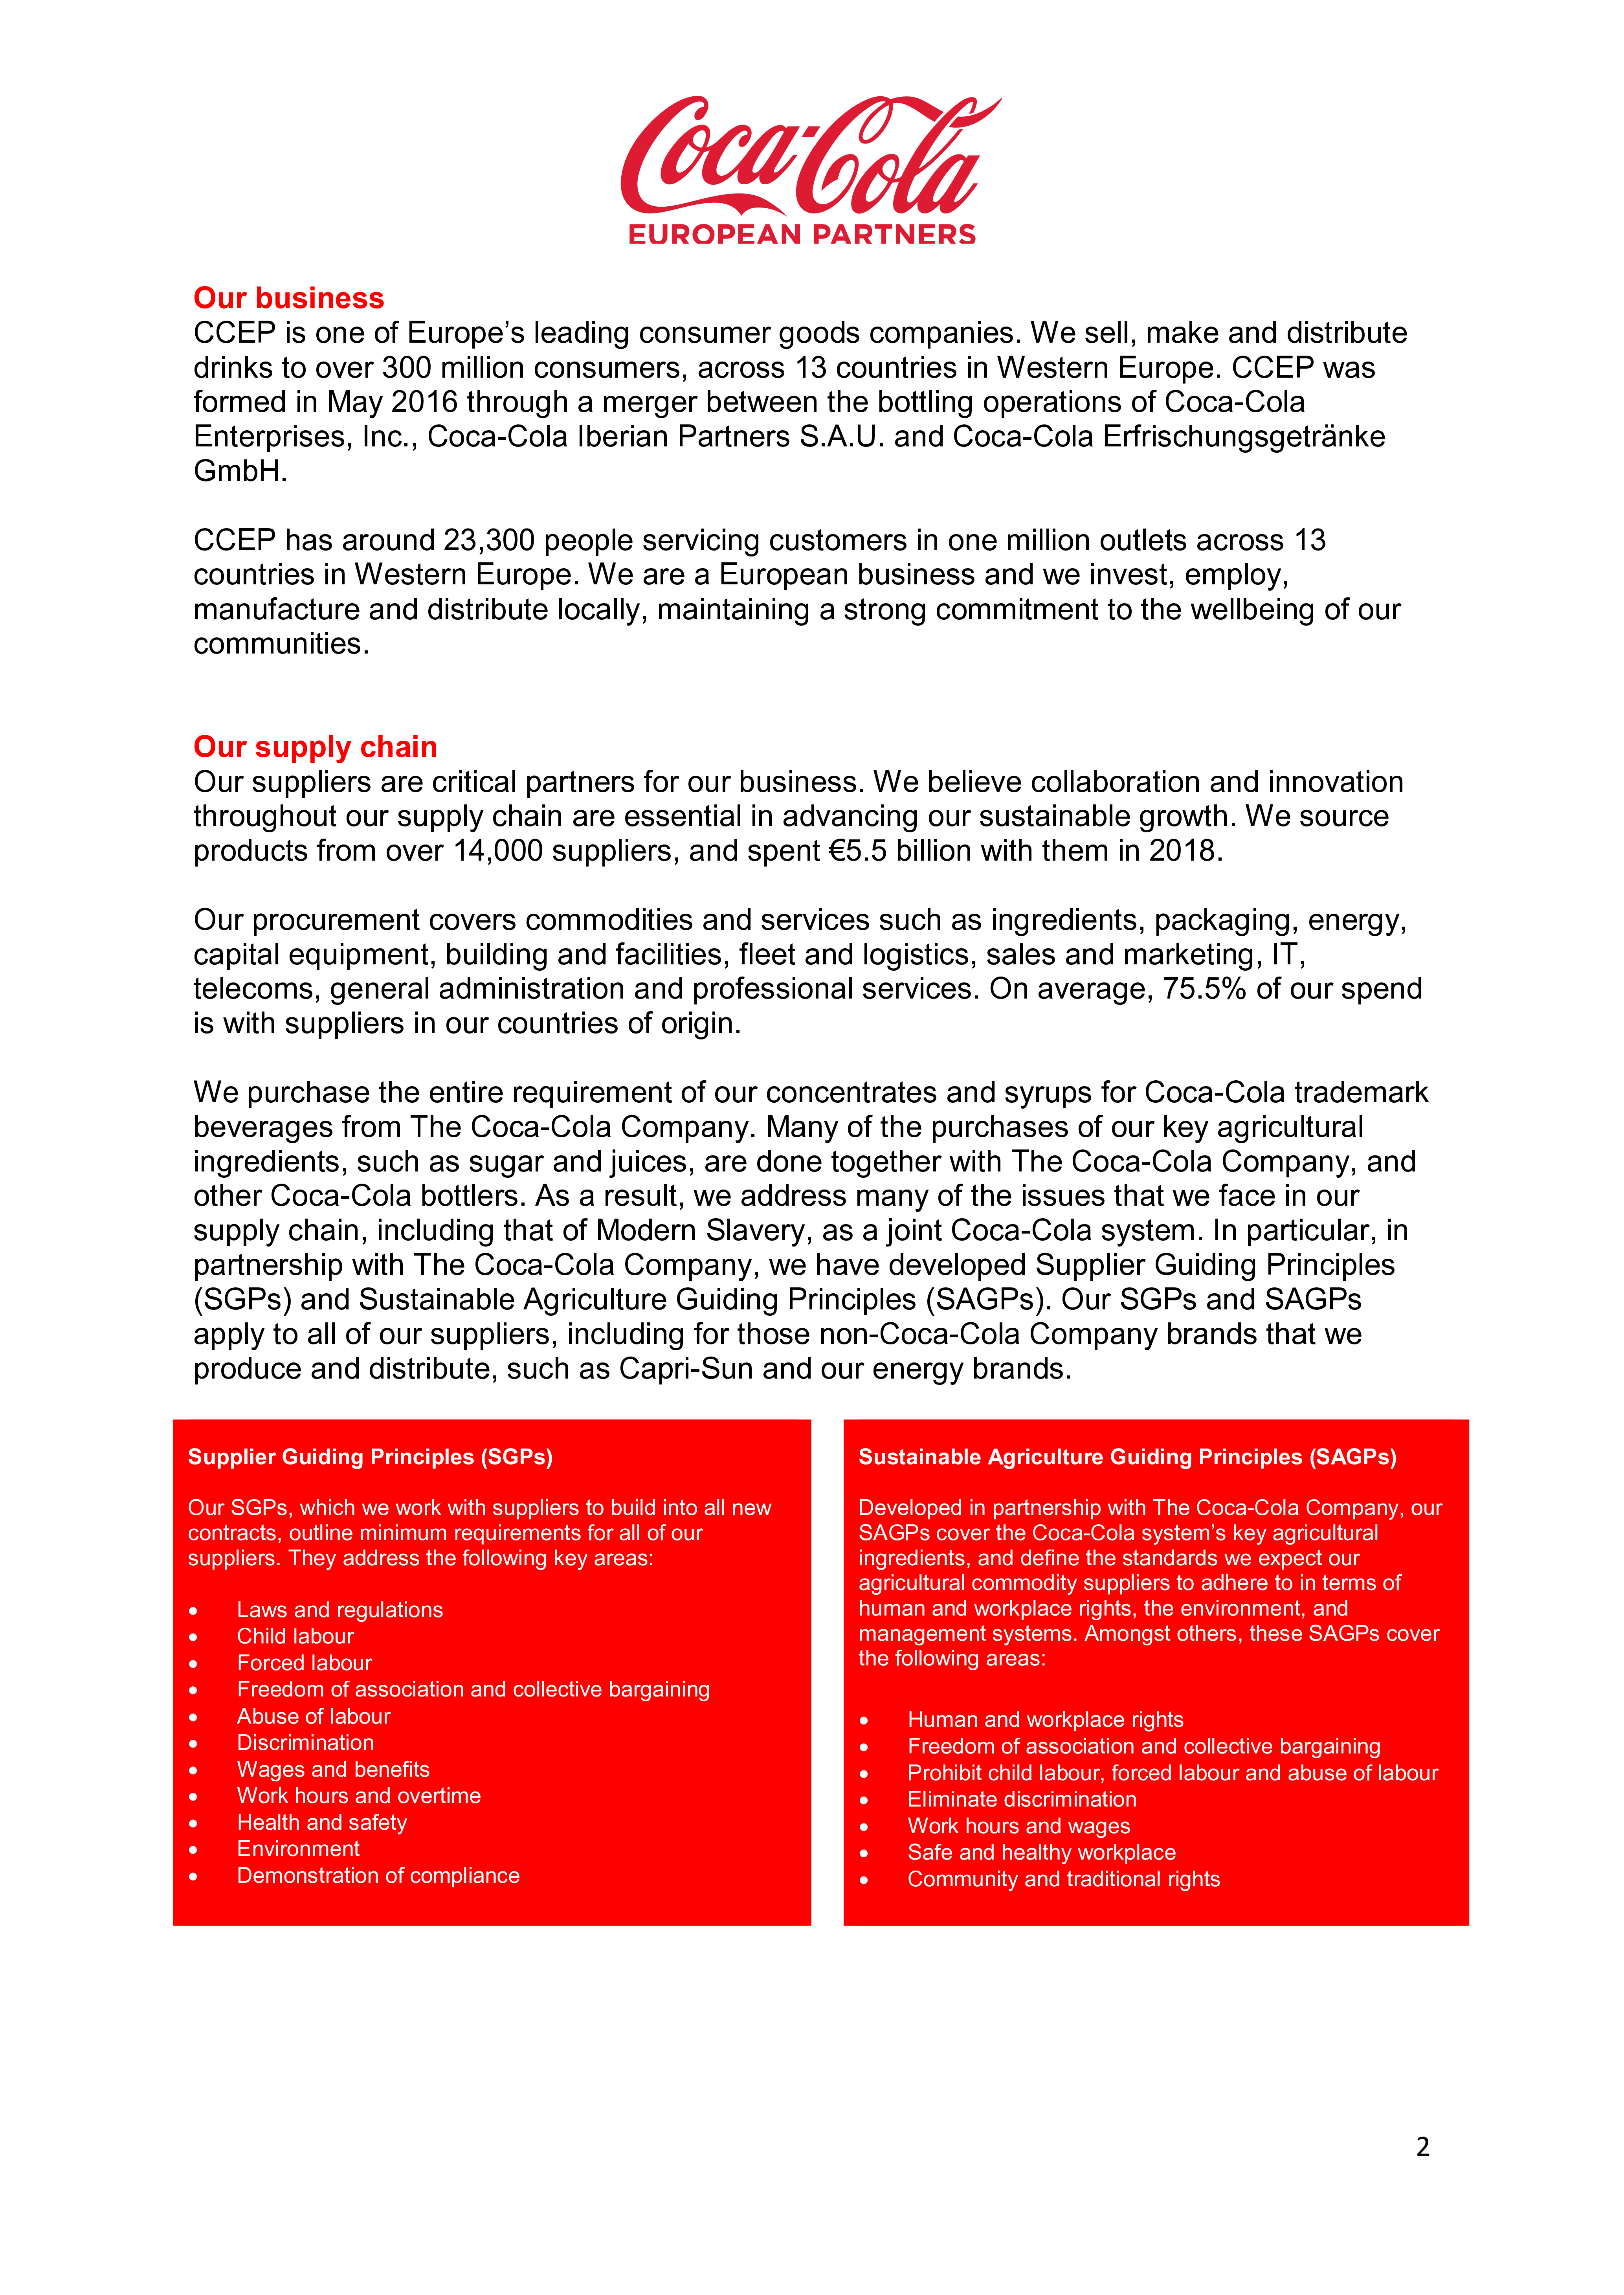 Coca-Cola
EUROPEAN PARTNERS
Our business
CCEP is one of Europe’s leading consumer goods companies. We sell, make and distribute
drinks to over 300 million consumers, across 13 countries in Western Europe. CCEP was
formed in May 2016 through a merger between the bottling operations of Coca-Cola
Enterprises, Inc., Coca-Cola Iberian Partners S.A.U. and Coca-Cola Erfrischungsgetränke
GmbH.
CCEP has around 23,300 people servicing customers in one million outlets across 13
countries in Western Europe. We are a European business and we invest, employ,
manufacture and distribute locally, maintaining a strong commitment to the wellbeing of our
communities.
Our supply chain
Our suppliers are critical partners for our business. We believe collaboration and innovation
throughout our supply chain are essential in advancing our sustainable growth. We source
products from over 14,000 suppliers, and spent €5.5 billion with them in 2018.
Our procurement covers commodities and services such as ingredients, packaging, energy,
capital equipment, building and facilities, fleet and logistics, sales and marketing, IT,
telecoms, general administration and professional services. On average, 75.5% of our spend
is with suppliers in our countries of origin.
We purchase the entire requirement of our concentrates and syrups for Coca-Cola trademark
beverages from The Coca-Cola Company. Many of the purchases of our key agricultural
ingredients, such as sugar and juices, are done together with The Coca-Cola Company, and
other Coca-Cola bottlers. As a result, we address many of the issues that we face in our
supply chain, including that of Modern Slavery, as a joint Coca-Cola system. In particular, in
partnership with The Coca-Cola Company, we have developed Supplier Guiding Principles
(SGPs) and Sustainable Agriculture Guiding Principles (SAGPs). Our SGPs and SAGPs
apply to all of our suppliers, including for those non-Coca-Cola Company brands that we
produce and distribute, such as Capri-Sun and our energy brands.
Supplier Guiding Principles (SGPs)
Our SGPs, which we work with suppliers to build into all new
contracts, outline minimum requirements for all of our
suppliers. They address the following key areas:
• Laws and regulations
• Child labour
• Forced labour
• Freedom of association and collective bargaining
• Abuse of labour
• Discrimination
• Wages and benefits
• Work hours and overtime
• Health and safety
• Environment
• Demonstration of compliance
Sustainable Agriculture Guiding Principles (SAGPs)
Developed in partnership with The Coca-Cola Company, our
SAGPs cover the Coca-Cola system’s key agricultural
ingredients, and define the standards we expect our
agricultural commodity suppliers to adhere to in terms of
human and workplace rights, the environment, and
management systems. Amongst others, these SAGPs cover
the following areas:
• Human and workplace rights
• Freedom of association and collective bargaining
• Prohibit child labour, forced labour and abuse of labour
• Eliminate discrimination
• Work hours and wages
• Safe and healthy workplace
• Community and traditional rights
2